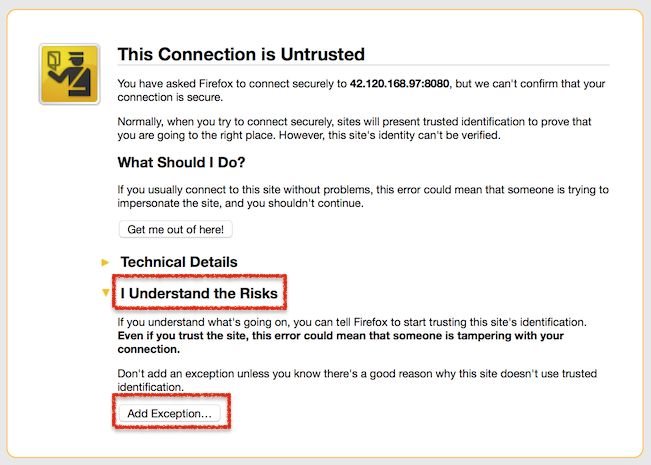 This Connection is Untrusted
You have asked Firefox to connect securely to 42.120.168.97:8080, but we can't confirm that your
connection is secure.
Normally, when you try to connect securely, sites will present trusted identification to prove that
you are going to the right place. However, this site's identity can't be verified.
What Should I Do?
If you usually connect to this site without problems, this error could mean that someone is trying to
impersonate the site, and you shouldn't continue.
Get me out of here!
Technical Details
I Understand the Risks
If you understand what's going on, you can tell Firefox to start trusting this site's identification.
Even if you trust the site, this error could mean that someone is tampering with your
connection.
Don't add an exception unless you know there's a good reason why this site doesn't use trusted
identification.
Add Exception...